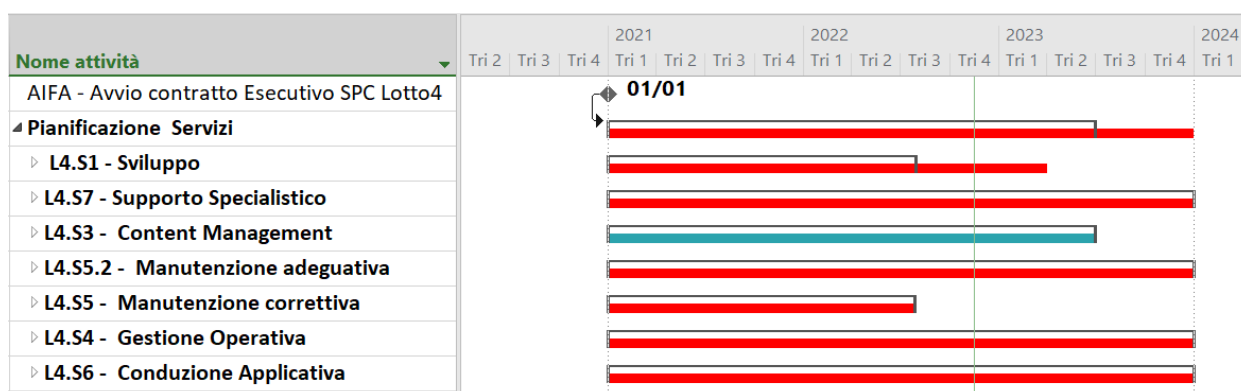 2021 2022 2023 2024
Nome attività Tri 2 Tri 3 Tri 4 Tri 1 Tri 2 Tri 3 Tri 4 Tri 1 Tri 2 Tri 3 Tri 4 Tri 1 Tri 2 Tri 3 Tri 4 Tri 1
AIFA - Avvio contratto Esecutivo SPC Lotto4 01/01
Pianificazione Servizi
L4.S1 - Sviluppo
L4.S7 - Supporto Specialistico
L4.S3 - Content Management
L4.S5.2 - Manutenzione adeguativa
L4.S5 - Manutenzione correttiva
L4.S4 - Gestione Operativa
L4.S6 - Conduzione Applicativa